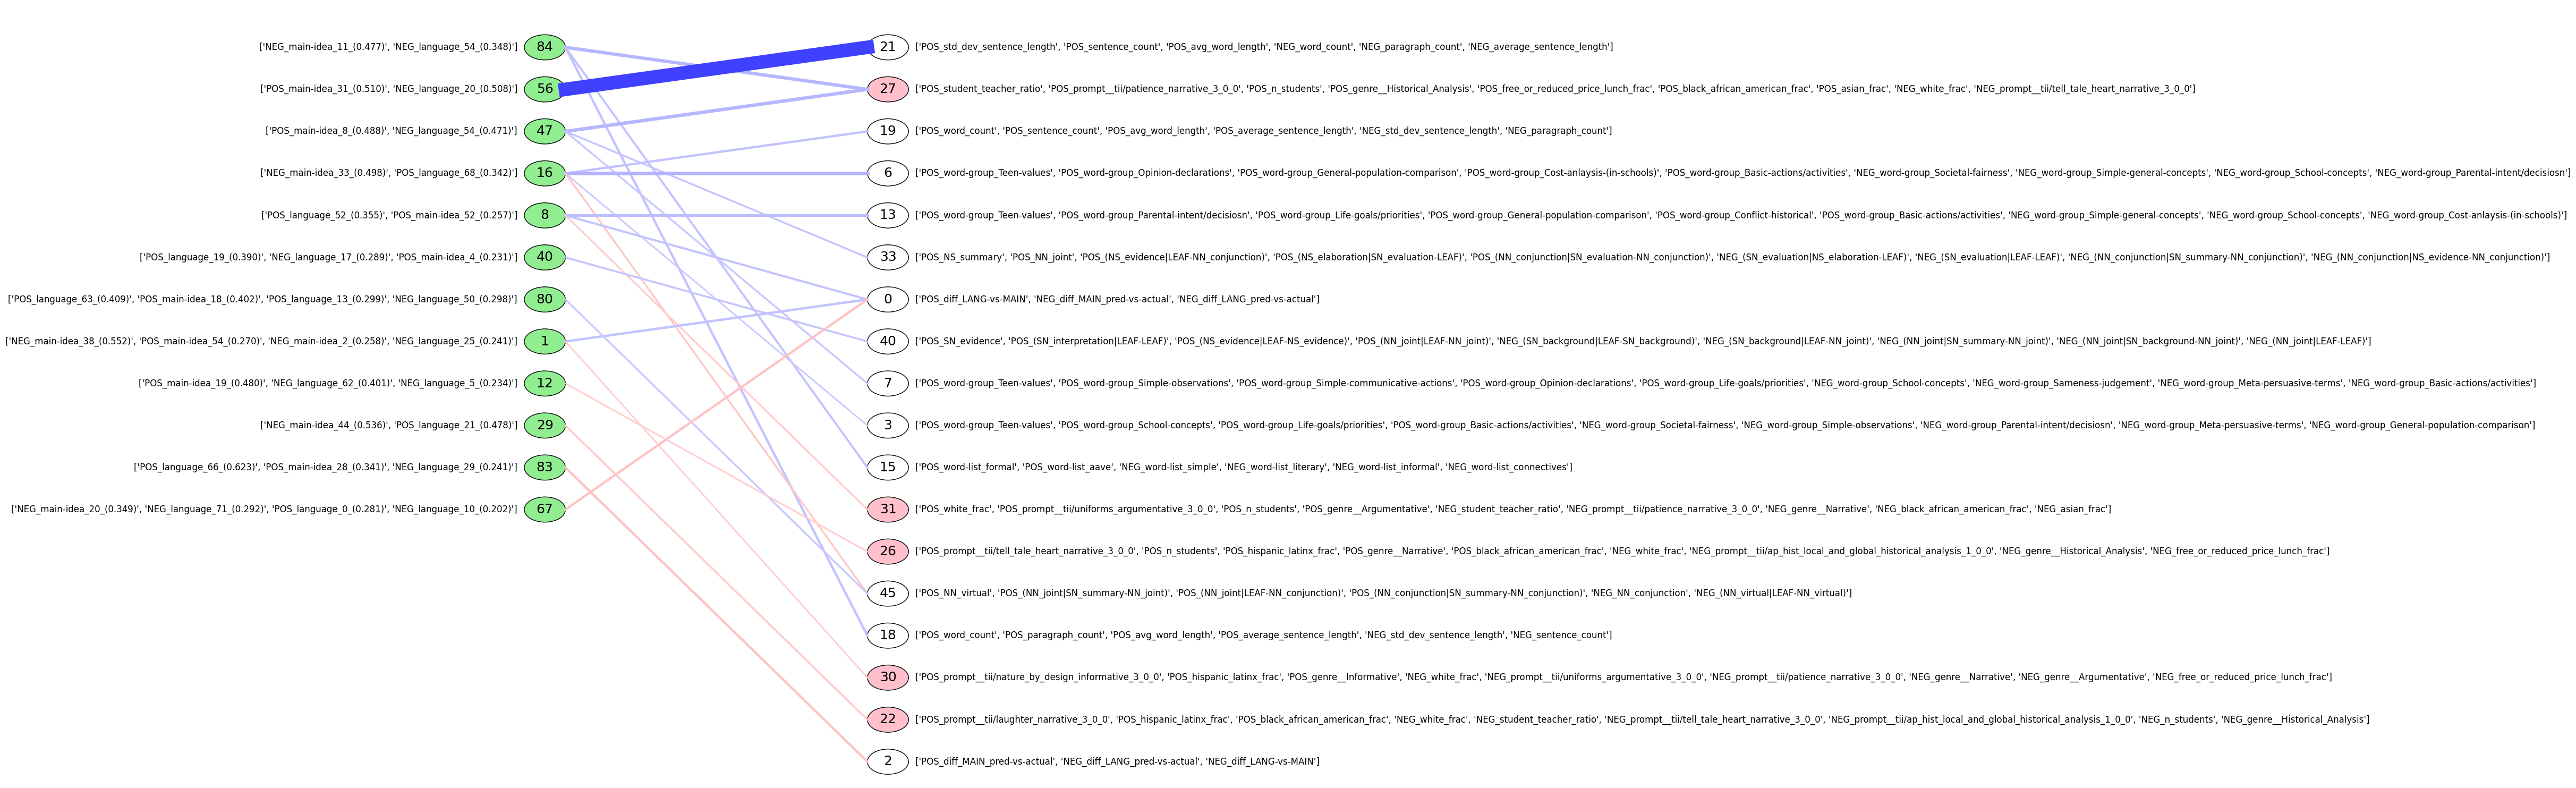 ['NEG_main-idea_11_(0.477)', 'NEG_language_54_(0.348)'] 84 21 ['POS_std_dev_sentence_length', 'POS_sentence_count', 'POS_avg_word_length', 'NEG_word_count', 'NEG_paragraph_count', 'NEG_average_sentence_length']
['POS_main-idea_31_(0.510)', 'NEG_language_20_(0.508)'] 56 27 ['POS_student_teacher_ratio', 'POS_prompt__tii/patience_narrative_3_0_0', 'POS_n_students', 'POS_genre__Historical_Analysis', 'POS_free_or_reduced_price_lunch_frac', 'POS_black_african_american_frac', 'POS_asian_frac', 'NEG_white_frac', 'NEG_prompt__tii/tell_tale_heart_narrative_3_0_0']
['POS_main-idea_8_(0.488)', 'NEG_language_54_(0.471)'] 47 19 ['POS_word_count', 'POS_sentence_count', 'POS_avg_word_length', 'POS_average_sentence_length', 'NEG_std_dev_sentence_length', 'NEG_paragraph_count']
['NEG_main-idea_33_(0.498)', 'POS_language_68_(0.342)'] 16 6 ['POS_word-group_Teen-values', 'POS_word-group_Opinion-declarations', 'POS_word-group_General-population-comparison', 'POS_word-group_Cost-anlaysis-(in-schools)', 'POS_word-group_Basic-actions/activities', 'NEG_word-group_Societal-fairness', 'NEG_word-group_Simple-general-concepts', 'NEG_word-group_School-concepts', 'NEG_word-group_Parental-intent/decisiosn']
['POS_language_52_(0.355)', 'POS_main-idea_52_(0.257)'] 8 13 ['POS_word-group_Teen-values', 'POS_word-group_Parental-intent/decisiosn', 'POS_word-group_Life-goals/priorities', 'POS_word-group_General-population-comparison', 'POS_word-group_Conflict-historical', 'POS_word-group_Basic-actions/activities', 'NEG_word-group_Simple-general-concepts', 'NEG_word-group_School-concepts', 'NEG_word-group_Cost-anlaysis-(in-schools)']
['POS_language_19_(0.390)', 'NEG_language_17_(0.289)', 'POS_main-idea_4_(0.231)'] 40 33 ['POS_NS_summary', 'POS_NN_joint', 'POS_(NS_evidence|LEAF-NN_conjunction)', 'POS_(NS_elaboration|SN_evaluation-LEAF)', 'POS_(NN_conjunction|SN_evaluation-NN_conjunction)', 'NEG_(SN_evaluation|NS_elaboration-LEAF)', 'NEG_(SN_evaluation|LEAF-LEAF)', 'NEG_(NN_conjunction|SN_summary-NN_conjunction)', 'NEG_(NN_conjunction|NS_evidence-NN_conjunction)']
['POS_language_63_(0.409)', 'POS_main-idea_18_(0.402)', 'POS_language_13_(0.299)', 'NEG_language_50_(0.298)'] 80 0 ['POS_diff_LANG-vs-MAIN', 'NEG_diff_MAIN_pred-vs-actual', 'NEG_diff_LANG_pred-vs-actual']
['NEG_main-idea_38_(0.552)', 'POS_main-idea_54_(0.270)', 'NEG_main-idea_2_(0.258)', 'NEG_language_25_(0.241)'] 1 40 ['POS_SN_evidence', 'POS_(SN_interpretation|LEAF-LEAF)', 'POS_(NS_evidence|LEAF-NS_evidence)', 'POS_(NN_joint|LEAF-NN_joint)', 'NEG_(SN_background|LEAF-SN_background)', 'NEG_(SN_background|LEAF-NN_joint)', 'NEG_(NN_joint|SN_summary-NN_joint)', 'NEG_(NN_joint|SN_background-NN_joint)', 'NEG_(NN_joint|LEAF-LEAF)']
['POS_main-idea_19_(0.480)', 'NEG_language_62_(0.401)', 'NEG_language_5_(0.234)'] 12 7 ['POS_word-group_Teen-values', 'POS_word-group_Simple-observations', 'POS_word-group_Simple-communicative-actions', 'POS_word-group_Opinion-declarations', 'POS_word-group_Life-goals/priorities', 'NEG_word-group_School-concepts', 'NEG_word-group_Sameness-judgement', 'NEG_word-group_Meta-persuasive-terms', 'NEG_word-group_Basic-actions/activities']
['NEG_main-idea_44_(0.536)', 'POS_language_21_(0.478)'] 29 3 ['POS_word-group_Teen-values', 'POS_word-group_School-concepts', 'POS_word-group_Life-goals/priorities', 'POS_word-group_Basic-actions/activities', 'NEG_word-group_Societal-fairness', 'NEG_word-group_Simple-observations', 'NEG_word-group_Parental-intent/decisiosn', 'NEG_word-group_Meta-persuasive-terms', 'NEG_word-group_General-population-comparison']
['POS_language_66_(0.623)', 'POS_main-idea_28_(0.341)', 'NEG_language_29_(0.241)'] 83 15 ['POS_word-list_formal', 'POS_word-list_aave', 'NEG_word-list_simple', 'NEG_word-list_literary', 'NEG_word-list_informal', 'NEG_word-list_connectives']
['NEG_main-idea_20_(0.349)', 'NEG_language_71_(0.292)', 'POS_language_0_(0.281)', 'NEG_language_10_(0.202)'] 67 31 ['POS_white_frac', 'POS_prompt__tii/uniforms_argumentative_3_0_0', 'POS_n_students', 'POS_genre__Argumentative', 'NEG_student_teacher_ratio', 'NEG_prompt__tii/patience_narrative_3_0_0', 'NEG_genre__Narrative', 'NEG_black_african_american_frac', 'NEG_asian_frac']
26 ['POS_prompt__tii/tell_tale_heart_narrative_3_0_0', 'POS_n_students', 'POS_hispanic_latinx_frac', 'POS_genre__Narrative', 'POS_black_african_american_frac', 'NEG_white_frac', 'NEG_prompt__tii/ap_hist_local_and_global_historical_analysis_1_0_0', 'NEG_genre__Historical_Analysis', 'NEG_free_or_reduced_price_lunch_frac']
45 ['POS_NN_virtual', 'POS_(NN_joint|SN_summary-NN_joint)', 'POS_(NN_joint|LEAF-NN_conjunction)', 'POS_(NN_conjunction|SN_summary-NN_conjunction)', 'NEG_NN_conjunction', 'NEG_(NN_virtual|LEAF-NN_virtual)']
18 ['POS_word_count', 'POS_paragraph_count', 'POS_avg_word_length', 'POS_average_sentence_length', 'NEG_std_dev_sentence_length', 'NEG_sentence_count']
30 ['POS_prompt__tii/nature_by_design_informative_3_0_0', 'POS_hispanic_latinx_frac', 'POS_genre__Informative', 'NEG_white_frac', 'NEG_prompt__tii/uniforms_argumentative_3_0_0', 'NEG_prompt__tii/patience_narrative_3_0_0', 'NEG_genre__Narrative', 'NEG_genre__Argumentative', 'NEG_free_or_reduced_price_lunch_frac']
22 ['POS_prompt__tii/laughter_narrative_3_0_0', 'POS_hispanic_latinx_frac', 'POS_black_african_american_frac', 'NEG_white_frac', 'NEG_student_teacher_ratio', 'NEG_prompt__tii/tell_tale_heart_narrative_3_0_0', 'NEG_prompt__tii/ap_hist_local_and_global_historical_analysis_1_0_0', 'NEG_n_students', 'NEG_genre__Historical_Analysis']
2 ['POS_diff_MAIN_pred-vs-actual', 'NEG_diff_LANG_pred-vs-actual', 'NEG_diff_LANG-vs-MAIN']